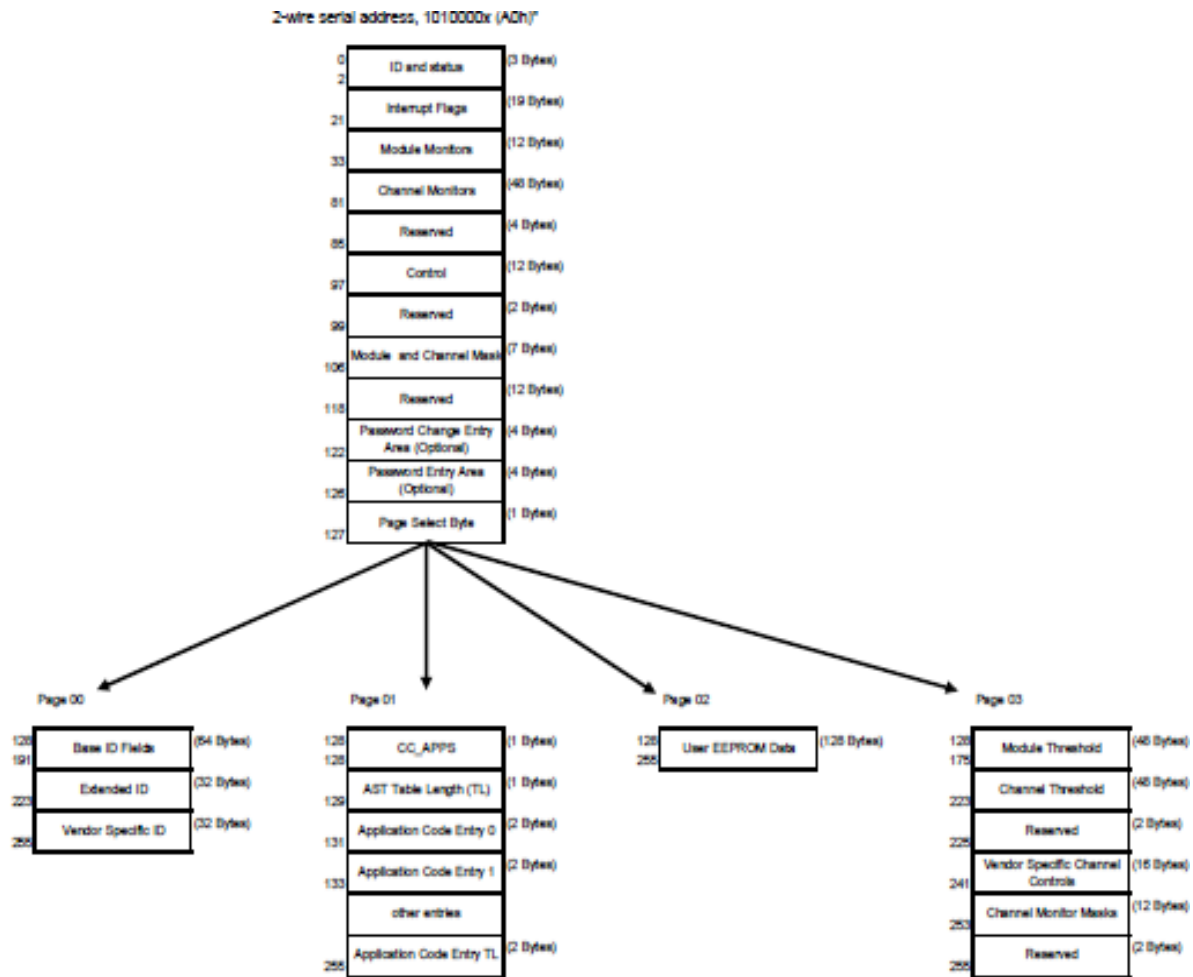 2-wire serial address, 1010000x (A0h)"
0
ID and status
(3 Bytes)
2
Interrupt Flags
(19 Bytes)
21
Module Monitors
(12 Bytes)
33
Channel Monitors
(48 Bytes)
81
Reserved
(4 Bytes)
85
Control
(12 Bytes)
97
Reserved
(2 Bytes)
99
Module and Channel Mask
(7 Bytes)
106
Reserved
(12 Bytes)
118
Password Change Entry
Area (Optional)
(4 Bytes)
122
Password Entry Area
(Optional)
(4 Bytes)
126
Page Select Byte
(1 Bytes)
127
Page 00
128
Base ID Fields
(64 Bytes)
191
Extended ID
(32 Bytes)
223
Vendor Specific ID
(32 Bytes)
255
Page 01
128
CC_APPS
(1 Bytes)
128
AST Table Length (TL)
(1 Bytes)
129
Application Code Entry 0
(2 Bytes)
131
Application Code Entry 1
(2 Bytes)
133
other entries
Application Code Entry TL
(2 Bytes)
255
Page 02
128
User EEPROM Data
(128 Bytes)
255
Page 03
128
Module Threshold
(48 Bytes)
175
Channel Threshold
(48 Bytes)
223
Reserved
(2 Bytes)
225
Vendor Specific Channel
Controls
(16 Bytes)
241
Channel Monitor Masks
(12 Bytes)
253
Reserved
(2 Bytes)
255